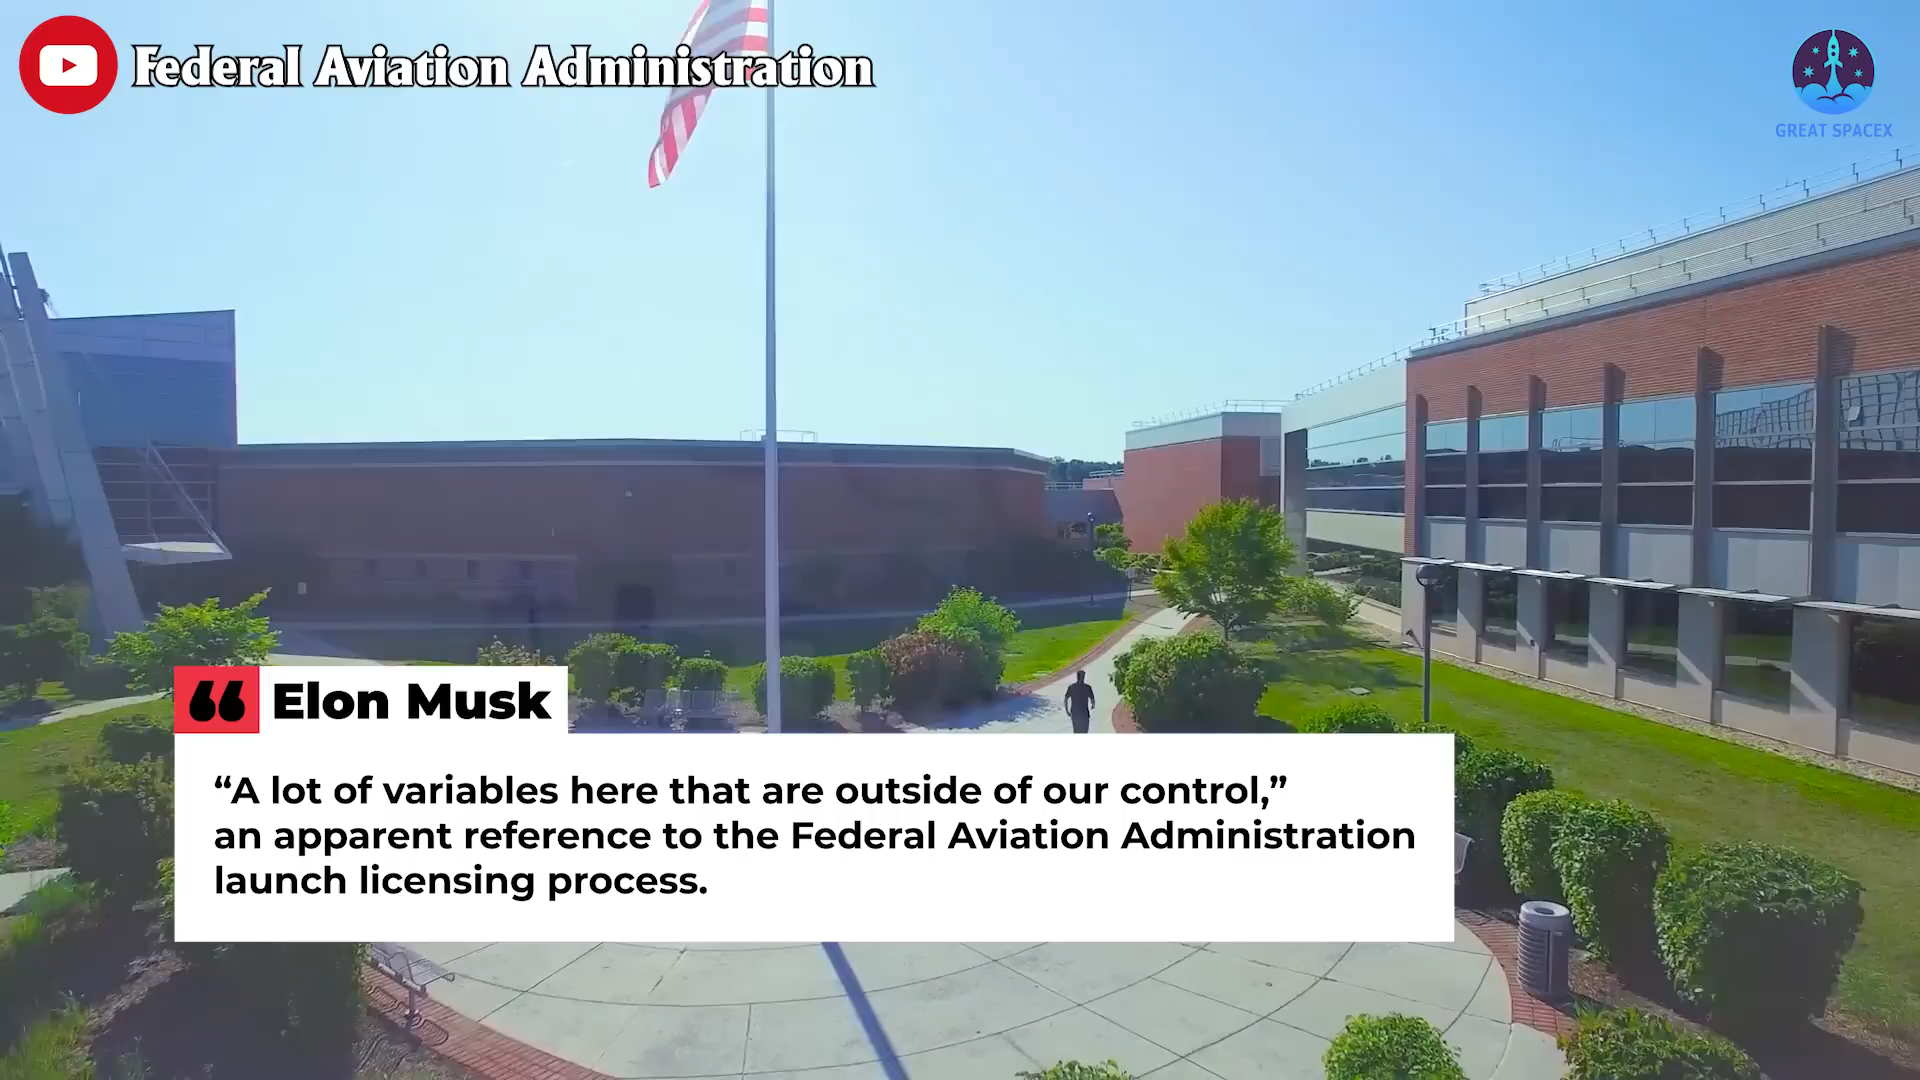 Federal Aviation Administration
GREAT SPACEX
Elon Musk
“A lot of variables here that are outside of our control,”
an apparent reference to the Federal Aviation Administration
launch licensing process.